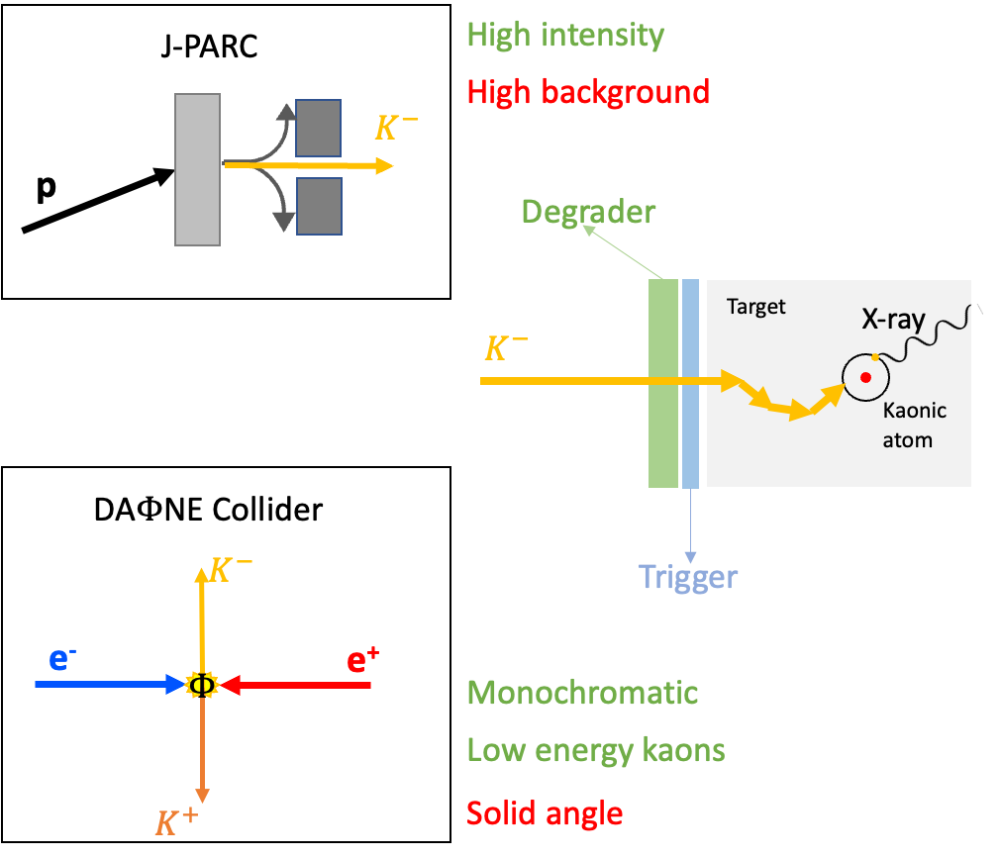 J-PARC
p
K⁻
High intensity
High background
Degrader
K⁻
Target
X-ray
Kaonic
atom
Trigger
DAΦNE Collider
K⁻
e-
e+
Φ
K⁺
Monochromatic
Low energy kaons
Solid angle